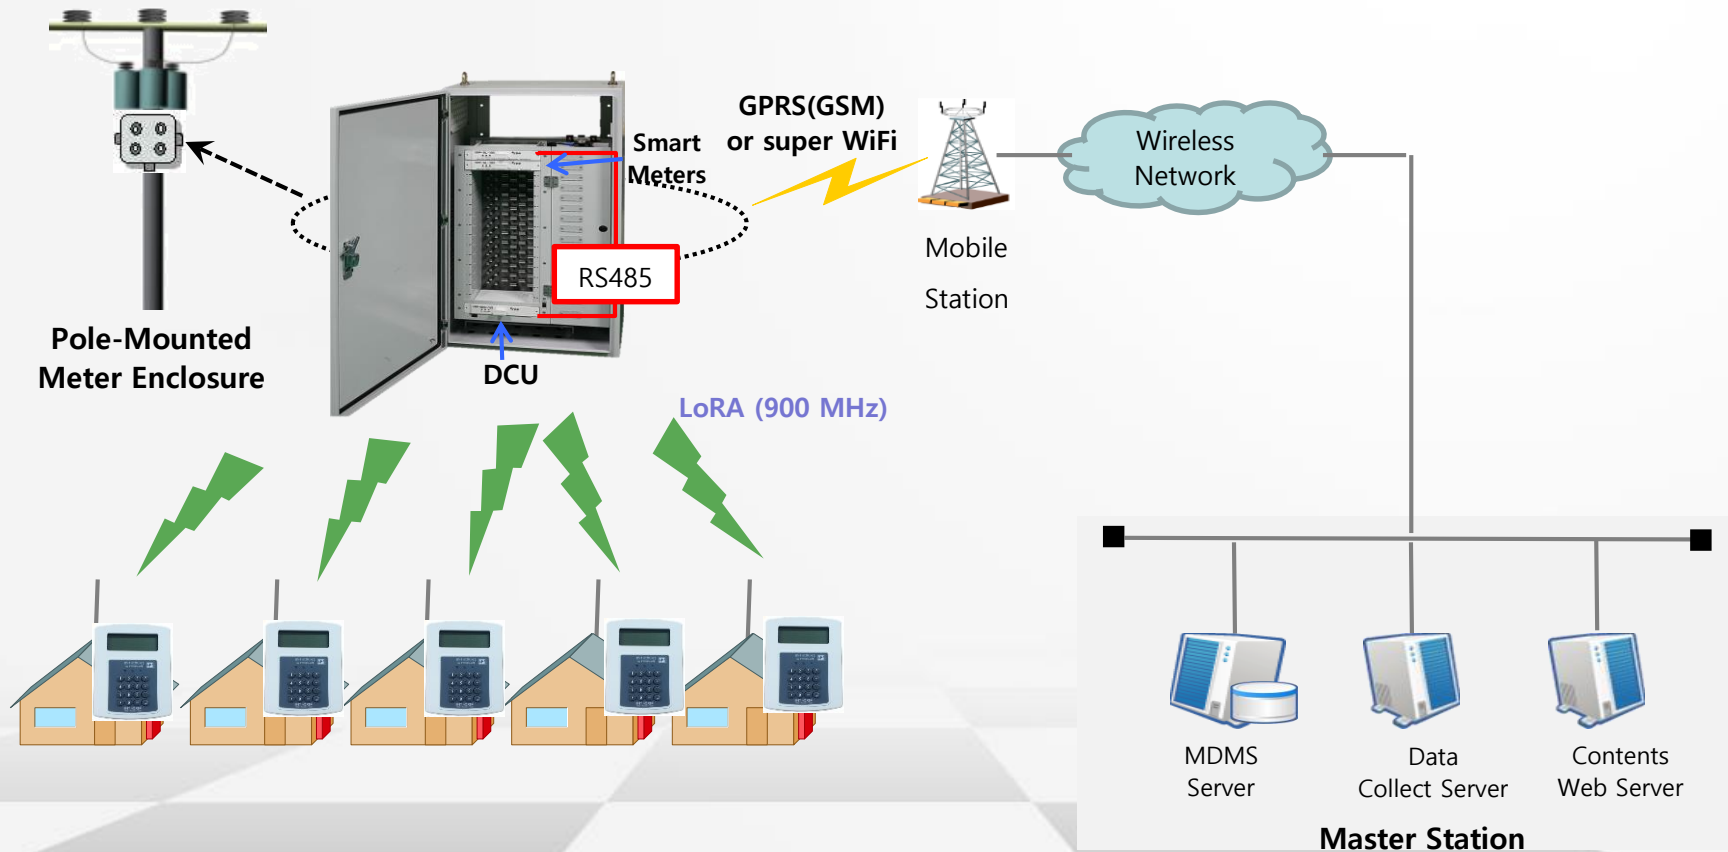 GPRS(GSM)
or super WiFi
Smart
Meters
Wireless
Network
RS485
Mobile
Station
Pole-Mounted
Meter Enclosure
DCU
LoRA (900 MHz)
MDMS
Server
Data
Collect Server
Contents
Web Server
Master Station